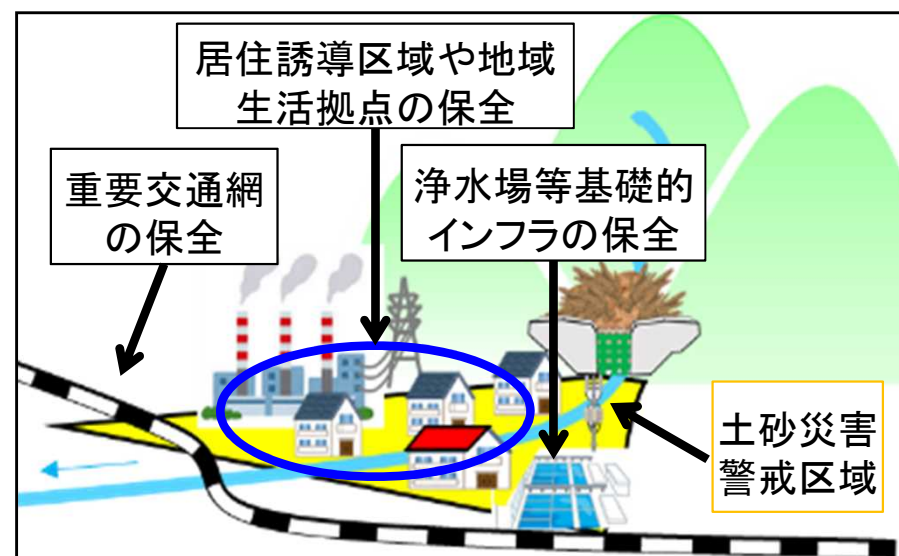 居住誘導区域や地域
生活拠点の保全
重要交通網
の保全
浄水場等基礎的
インフラの保全
土砂災害
警戒区域